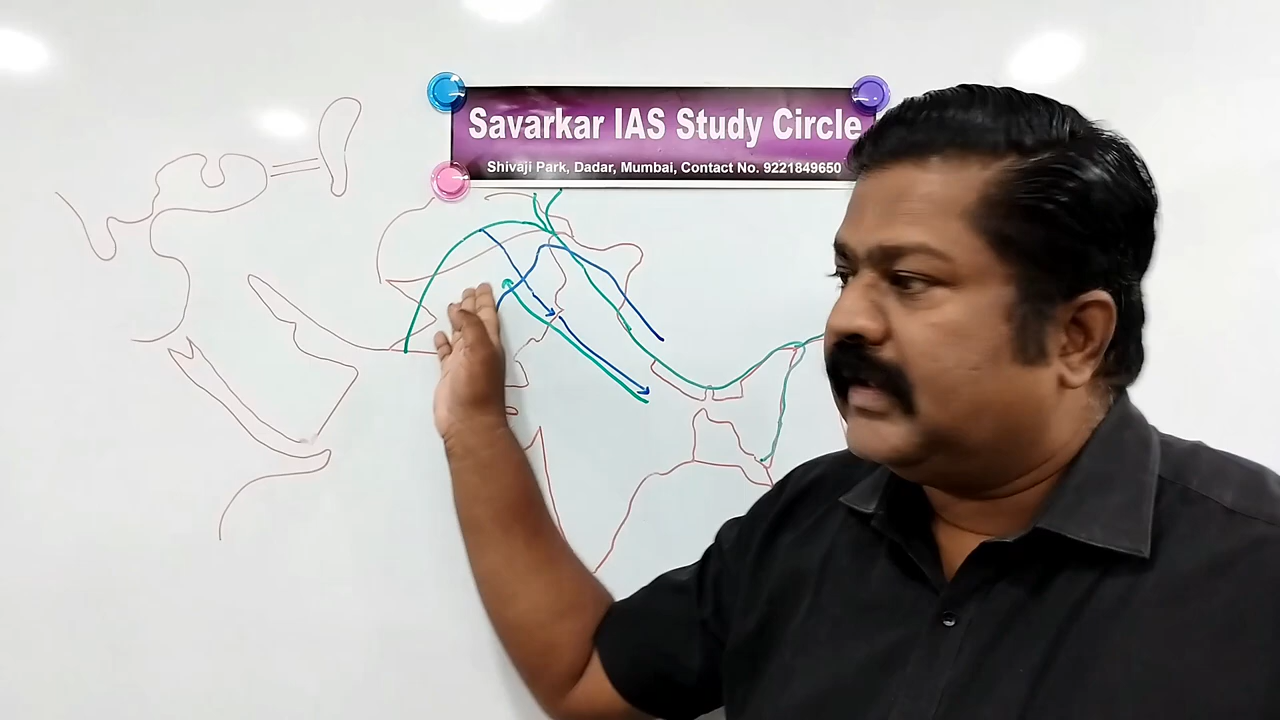 Savarkar IAS Study Circle
Shivaji Park, Dadar, Mumbai, Contact No. 9221849650